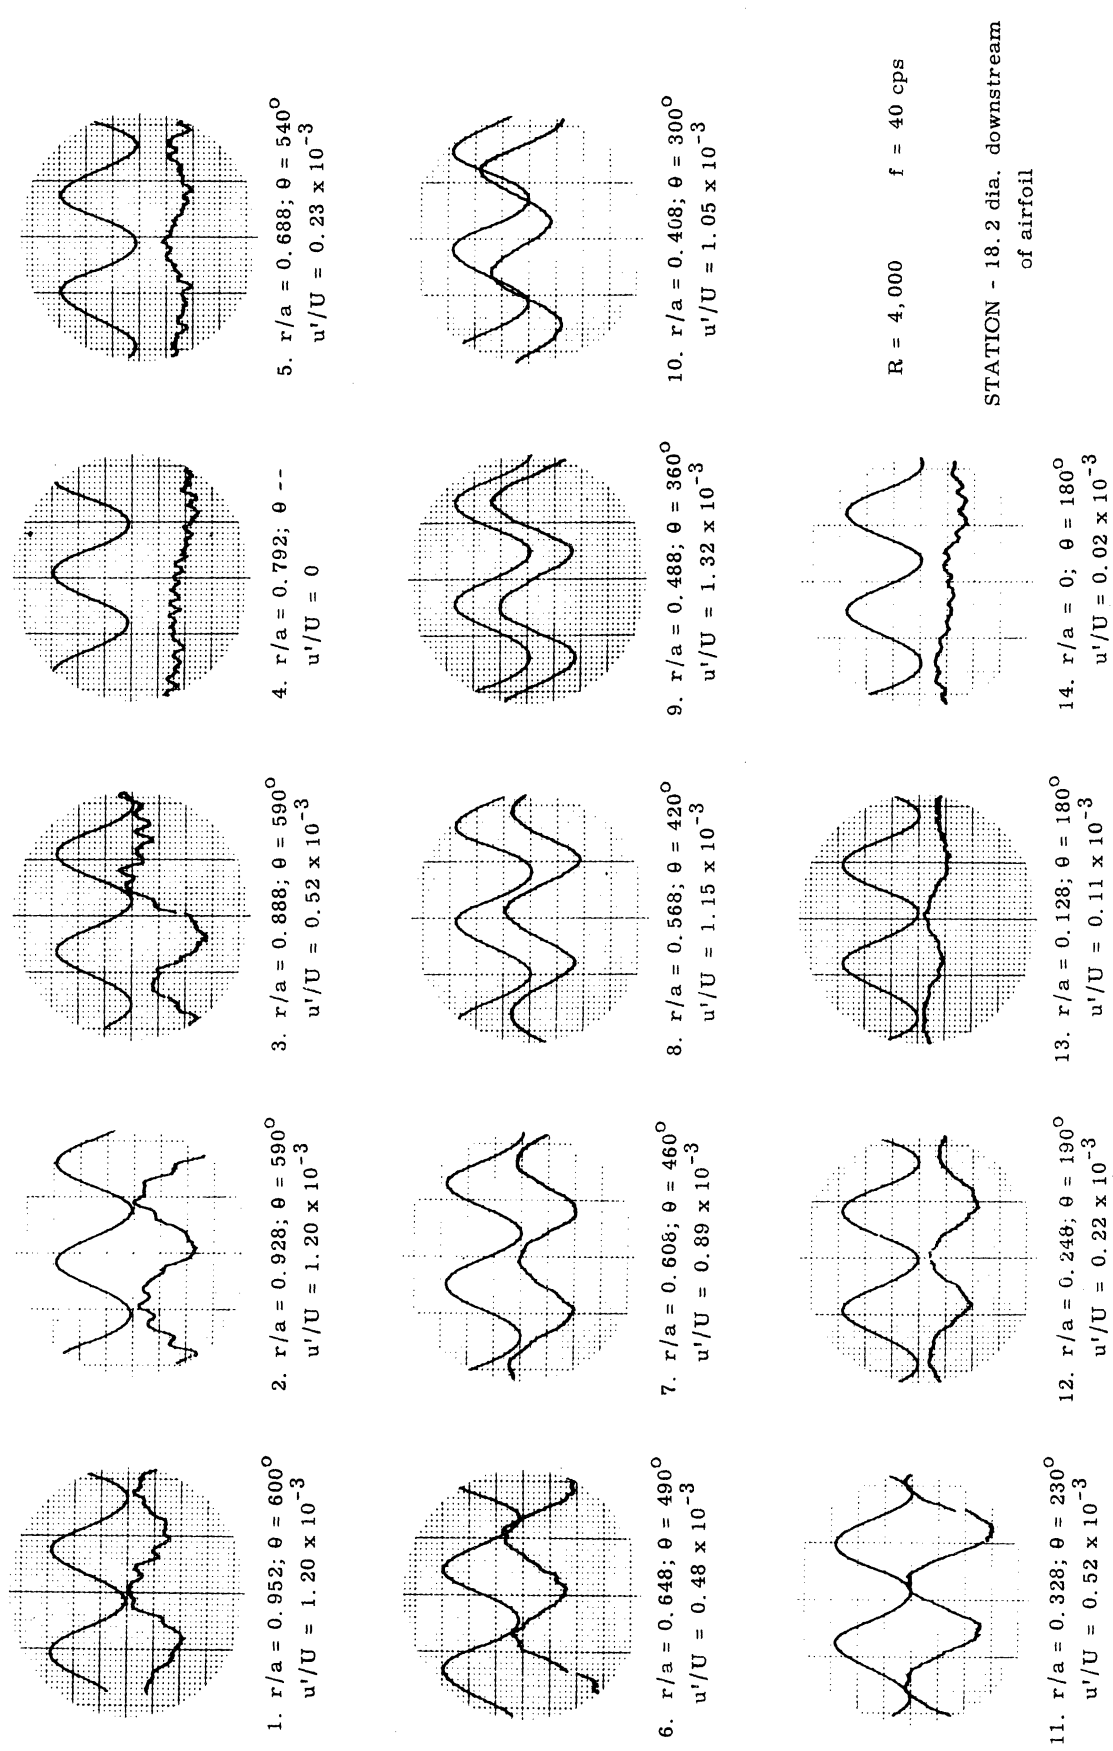 1. r/a = 0.952; θ = 600°
u'/U = 1.20 x 10⁻³
2. r/a = 0.928; θ = 590°
u'/U = 1.20 x 10⁻³
3. r/a = 0.888; θ = 590°
u'/U = 0.52 x 10⁻³
4. r/a = 0.792; θ --
u'/U = 0
5. r/a = 0.688; θ = 540°
u'/U = 0.23 x 10⁻³
6. r/a = 0.648; θ = 490°
u'/U = 0.48 x 10⁻³
7. r/a = 0.608; θ = 460°
u'/U = 0.89 x 10⁻³
8. r/a = 0.568; θ = 420°
u'/U = 1.15 x 10⁻³
9. r/a = 0.488; θ = 360°
u'/U = 1.32 x 10⁻³
10. r/a = 0.408; θ = 300°
u'/U = 1.05 x 10⁻³
11. r/a = 0.328; θ = 230°
u'/U = 0.52 x 10⁻³
12. r/a = 0.248; θ = 190°
u'/U = 0.22 x 10⁻³
13. r/a = 0.128; θ = 180°
u'/U = 0.11 x 10⁻³
14. r/a = 0; θ = 180°
u'/U = 0.02 x 10⁻³
R = 4,000 f = 40 cps
STATION - 18.2 dia. downstream
of airfoil